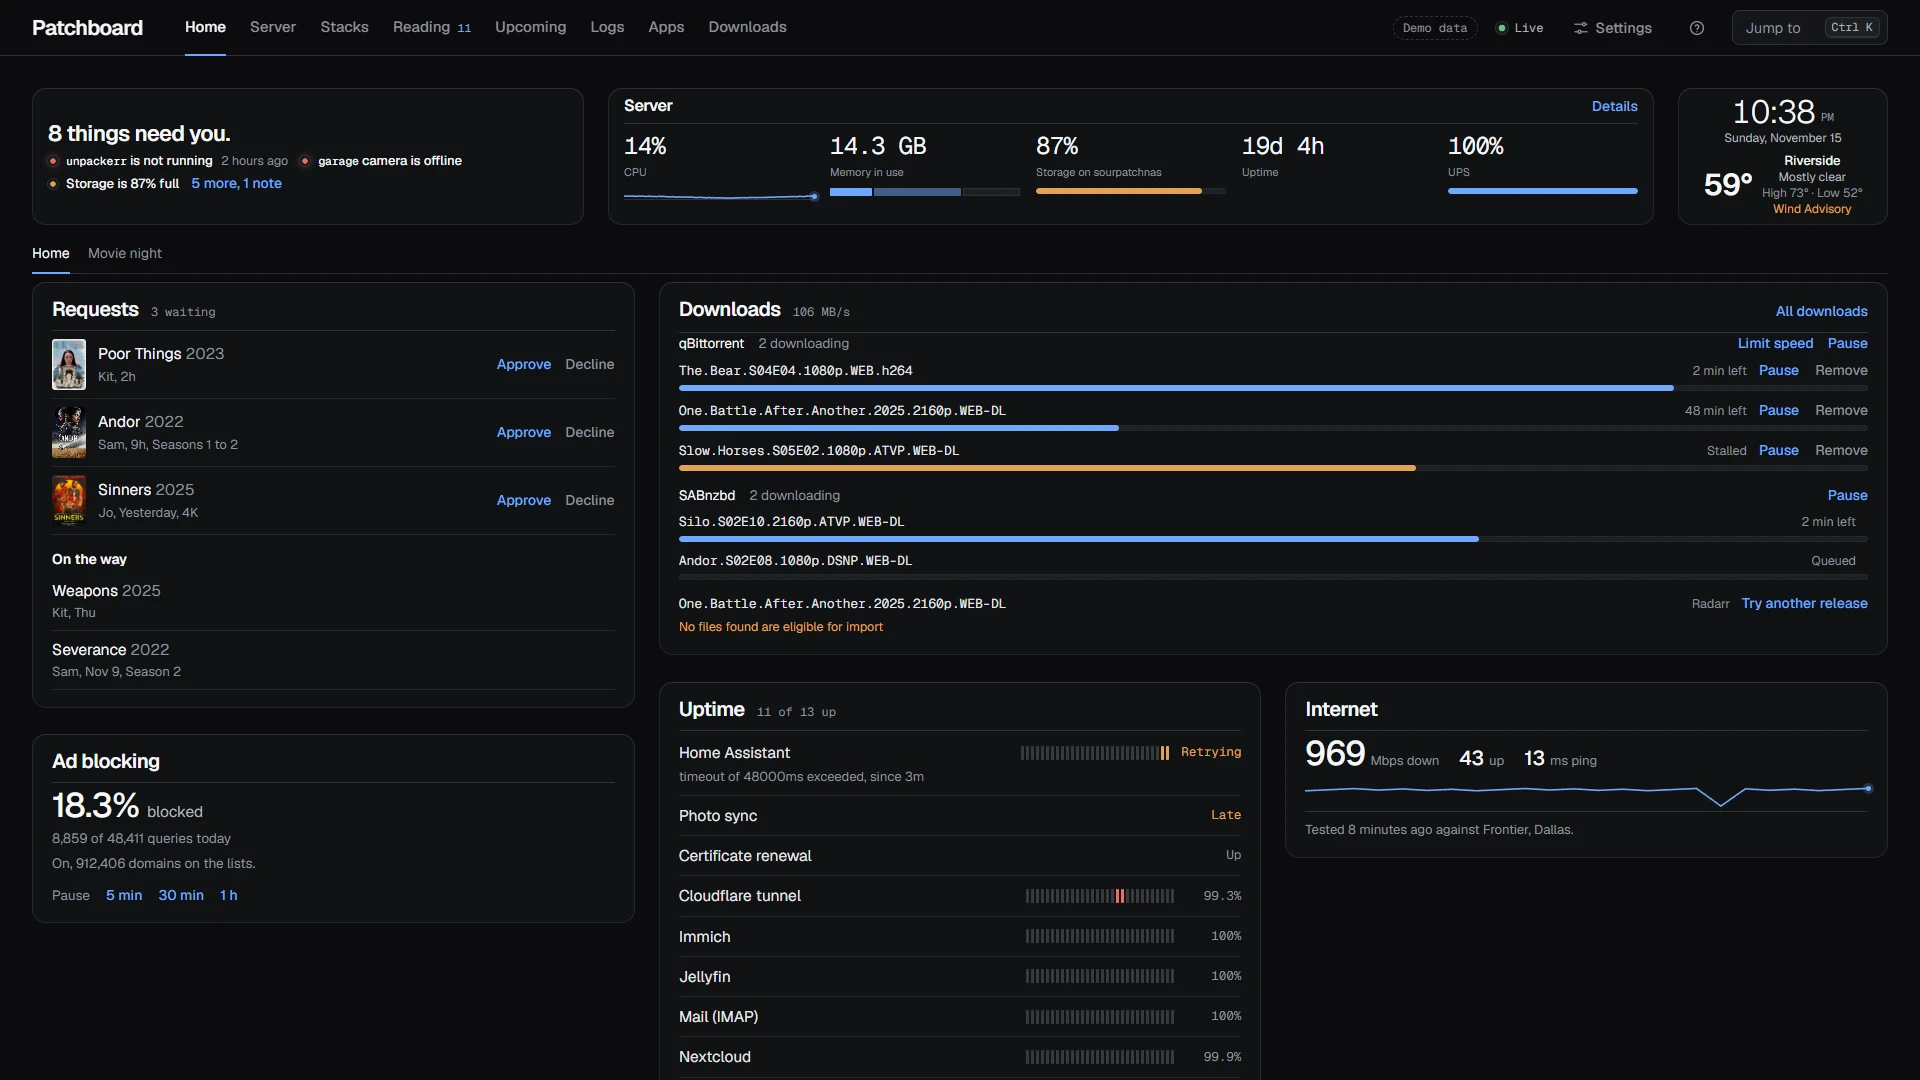 Patchboard
Home
Server
Stacks
Reading 11
Upcoming
Logs
Apps
Downloads
Demo data
Live
Settings
Jump to
Ctrl K
8 things need you.
unpackerr is not running 2 hours ago garage camera is offline
Storage is 87% full 5 more, 1 note
Server
Details
14%
CPU
14.3 GB
Memory in use
87%
Storage on sourpatchnas
19d 4h
Uptime
100%
UPS
10:38 PM
Sunday, November 15
59°
Riverside
Mostly clear
High 73° · Low 52°
Wind Advisory
Home
Movie night
Requests 3 waiting
Poor Things 2023
Kit, 2h
Approve Decline
Andor 2022
Sam, 9h, Seasons 1 to 2
Approve Decline
SINNERS
Sinners 2025
Jo, Yesterday, 4K
Approve Decline
On the way
Weapons 2025
Kit, Thu
Severance 2022
Sam, Nov 9, Season 2
Ad blocking
18.3% blocked
8,859 of 48,411 queries today
On, 912,406 domains on the lists.
Pause 5 min 30 min 1 h
Downloads 106 MB/s
All downloads
qBittorrent 2 downloading
Limit speed Pause
The.Bear.S04E04.1080p.WEB.h264
2 min left Pause Remove
One.Battle.After.Another.2025.2160p.WEB-DL
48 min left Pause Remove
Slow.Horses.S05E02.1080p.ATVP.WEB-DL
Stalled Pause Remove
SABnzbd 2 downloading
Pause
Silo.S02E10.2160p.ATVP.WEB-DL
2 min left
Andor.S02E08.1080p.DSNP.WEB-DL
Queued
One.Battle.After.Another.2025.2160p.WEB-DL
Radarr Try another release
No files found are eligible for import
Uptime 11 of 13 up
Home Assistant
Retrying
timeout of 48000ms exceeded, since 3m
Photo sync
Late
Certificate renewal
Up
Cloudflare tunnel
99.3%
Immich
100%
Jellyfin
100%
Mail (IMAP)
100%
Nextcloud
99.9%
Internet
969 Mbps down 43 up 13 ms ping
Tested 8 minutes ago against Frontier, Dallas.